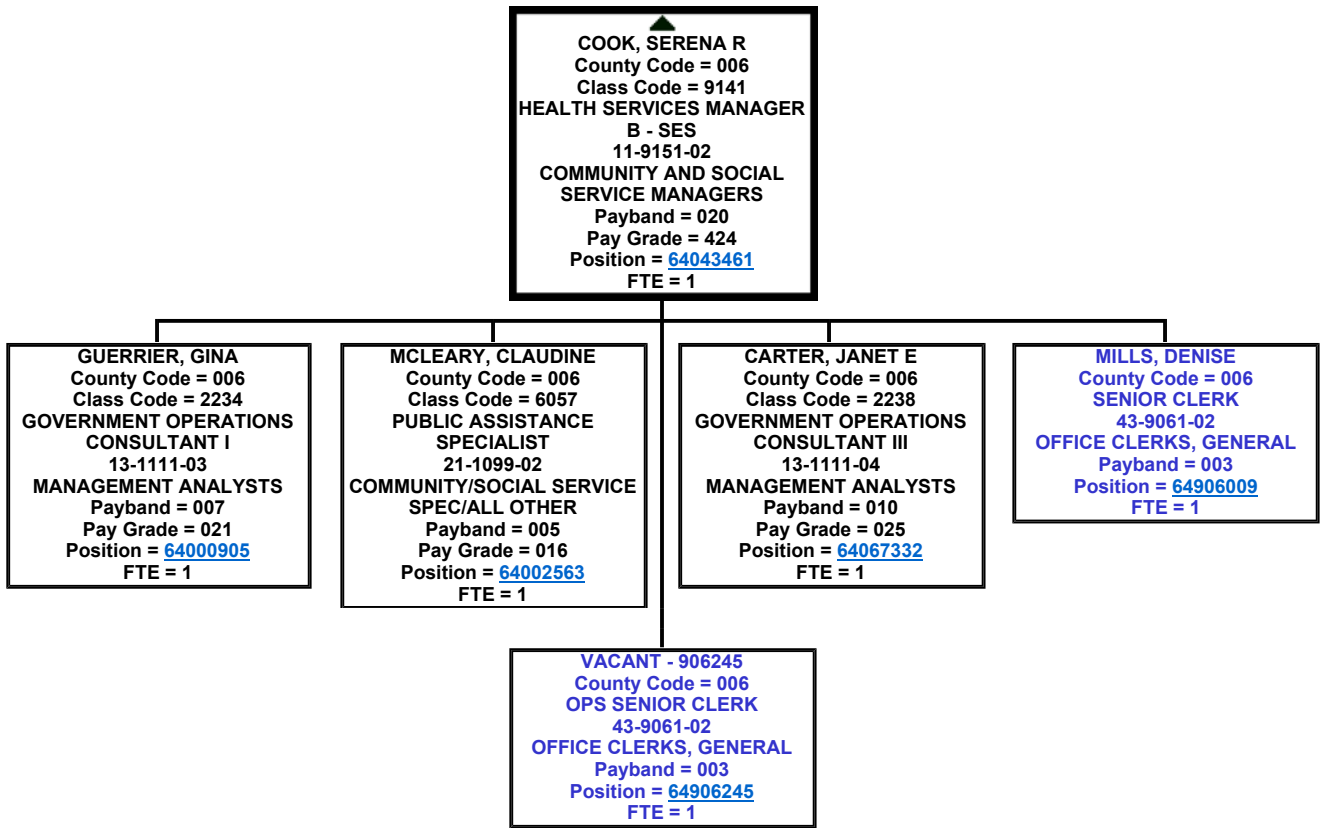 COOK, SERENA R
County Code = 006
Class Code = 9141
HEALTH SERVICES MANAGER
B - SES
11-9151-02
COMMUNITY AND SOCIAL
SERVICE MANAGERS
Payband = 020
Pay Grade = 424
Position = 64043461
FTE = 1
GUERRIER, GINA
County Code = 006
Class Code = 2234
GOVERNMENT OPERATIONS
CONSULTANT I
13-1111-03
MANAGEMENT ANALYSTS
Payband = 007
Pay Grade = 021
Position = 64000905
FTE = 1
MCLEARY, CLAUDINE
County Code = 006
Class Code = 6057
PUBLIC ASSISTANCE
SPECIALIST
21-1099-02
COMMUNITY/SOCIAL SERVICE
SPEC/ALL OTHER
Payband = 005
Pay Grade = 016
Position = 64002563
FTE = 1
CARTER, JANET E
County Code = 006
Class Code = 2238
GOVERNMENT OPERATIONS
CONSULTANT III
13-1111-04
MANAGEMENT ANALYSTS
Payband = 010
Pay Grade = 025
Position = 64067332
FTE = 1
MILLS, DENISE
County Code = 006
SENIOR CLERK
43-9061-02
OFFICE CLERKS, GENERAL
Payband = 003
Position = 64906009
FTE = 1
VACANT - 906245
County Code = 006
OPS SENIOR CLERK
43-9061-02
OFFICE CLERKS, GENERAL
Payband = 003
Position = 64906245
FTE = 1